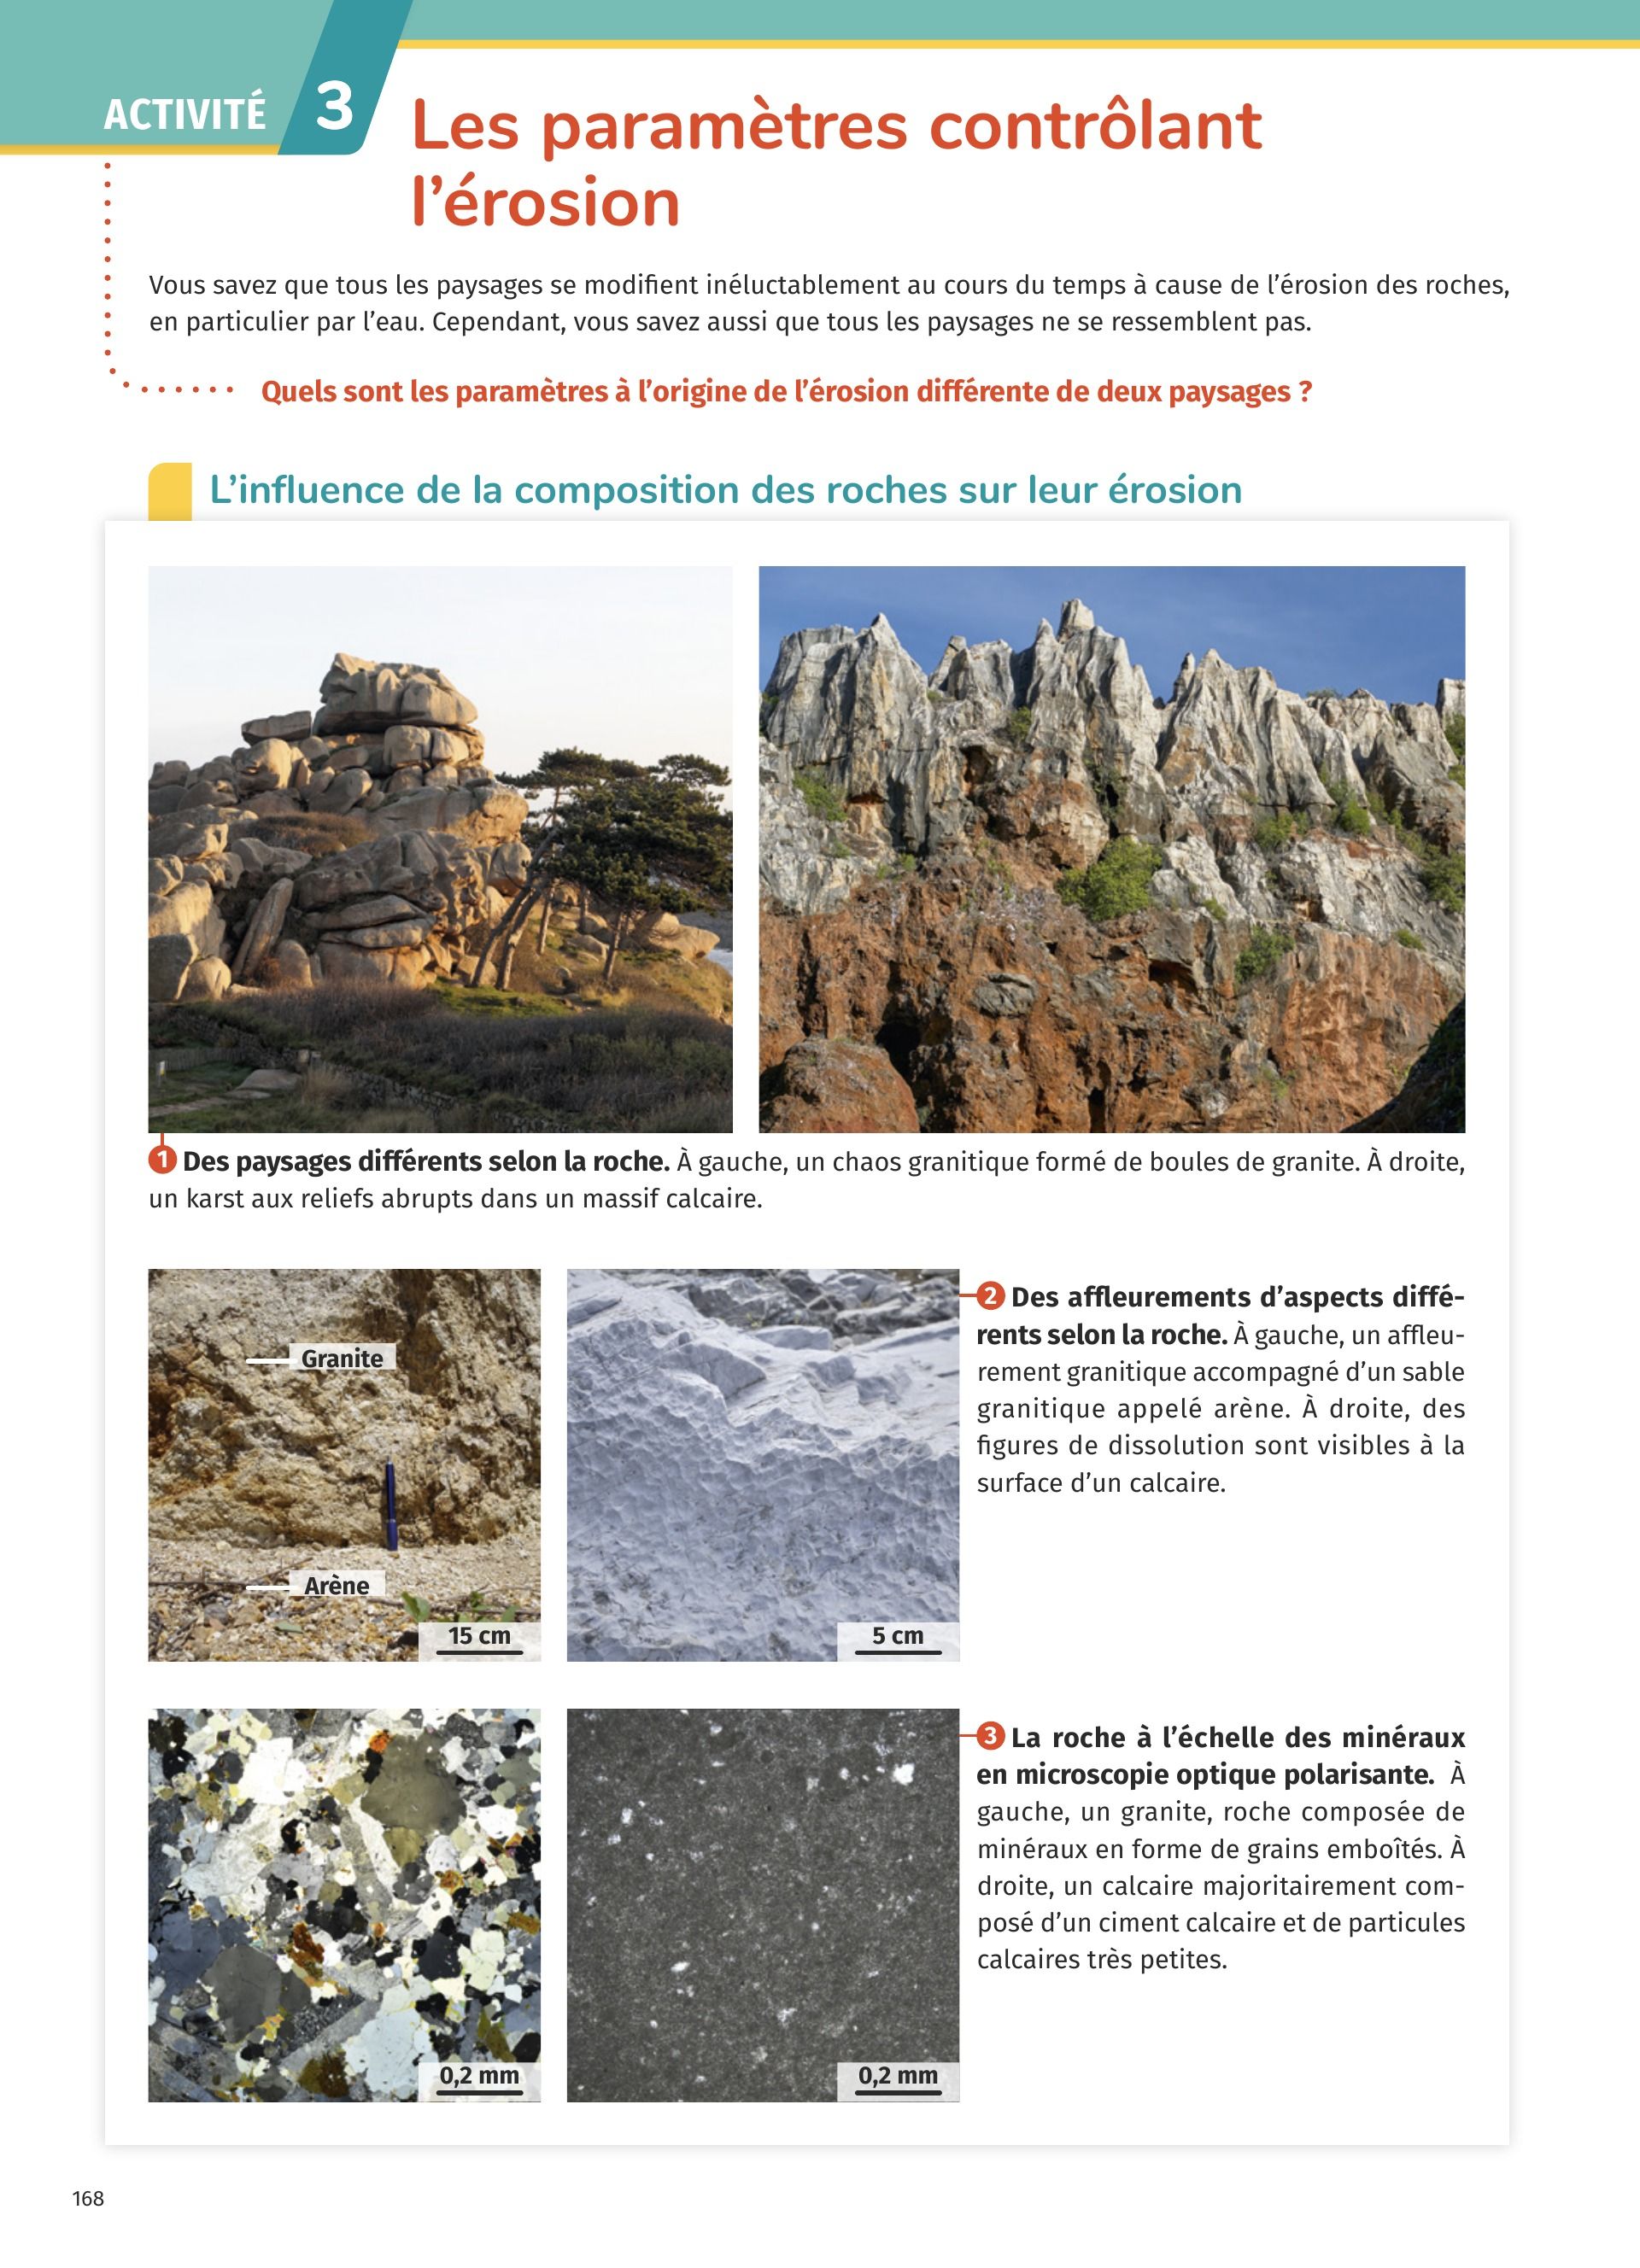 ACTIVITÉ 3
Les paramètres contrôlant
l’érosion
Vous savez que tous les paysages se modifient inéluctablement au cours du temps à cause de l’érosion des roches,
en particulier par l’eau. Cependant, vous savez aussi que tous les paysages ne se ressemblent pas.
Quels sont les paramètres à l’origine de l’érosion différente de deux paysages ?
L’influence de la composition des roches sur leur érosion
1 Des paysages différents selon la roche. À gauche, un chaos granitique formé de boules de granite. À droite,
un karst aux reliefs abrupts dans un massif calcaire.
Granite
Arène
15 cm
5 cm
2 Des affleurements d’aspects diffé-
rents selon la roche. À gauche, un affleu-
rement granitique accompagné d’un sable
granitique appelé arène. À droite, des
figures de dissolution sont visibles à la
surface d’un calcaire.
0,2 mm
0,2 mm
3 La roche à l’échelle des minéraux
en microscopie optique polarisante. À
gauche, un granite, roche composée de
minéraux en forme de grains emboîtés. À
droite, un calcaire majoritairement com-
posé d’un ciment calcaire et de particules
calcaires très petites.
168